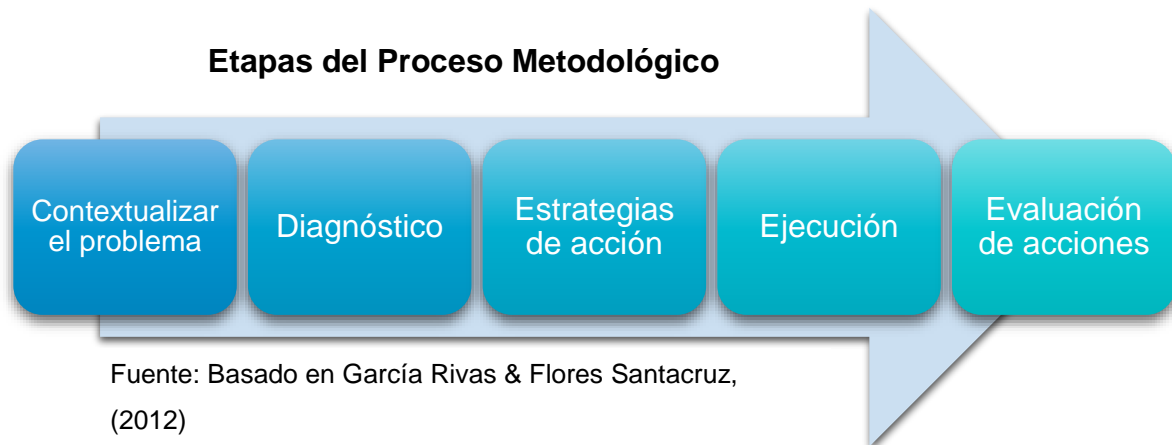 Etapas del Proceso Metodológico
Contextualizar
el problema
Diagnóstico
Estrategias
de acción
Ejecución
Evaluación
de acciones
Fuente: Basado en García Rivas & Flores Santacruz,
(2012)